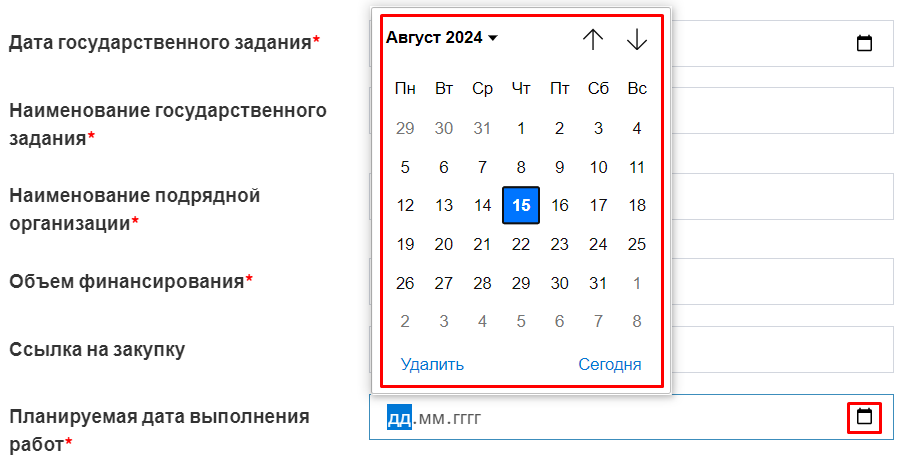 Дата государственного задания*
Наименование государственного
задания*
Наименование подрядной
организации*
Объем финансирования*
Ссылка на закупку
Планируемая дата выполнения
работ*
Август 2024
Пн Вт Ср Чт Пт Сб Вс
29 30 31 1 2 3 4
5 6 7 8 9 10 11
12 13 14 15 16 17 18
19 20 21 22 23 24 25
26 27 28 29 30 31 1
2 3 4 5 6 7 8
Удалить Сегодня
дд.мм.гггг